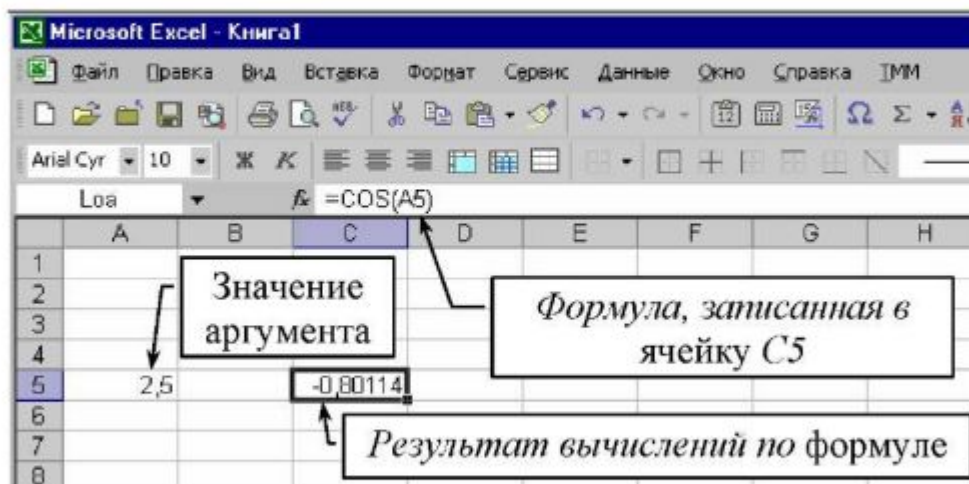 Microsoft Excel - Книга1
Файл Правка Вид Вставка Формат Сервис Данные Окно Справка TMM
Arial Cyr 10 Ж К
Loa fx =COS(A5)
A B C D E F G H
1
2
3
4
5 2,5 -0,80114
6
7
8
Значение
аргумента
Формула, записанная в
ячейку C5
Результат вычислений по формуле